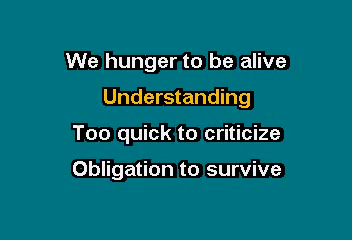 We hunger to be alive
Understanding
Too quick to criticize
Obligation to survive